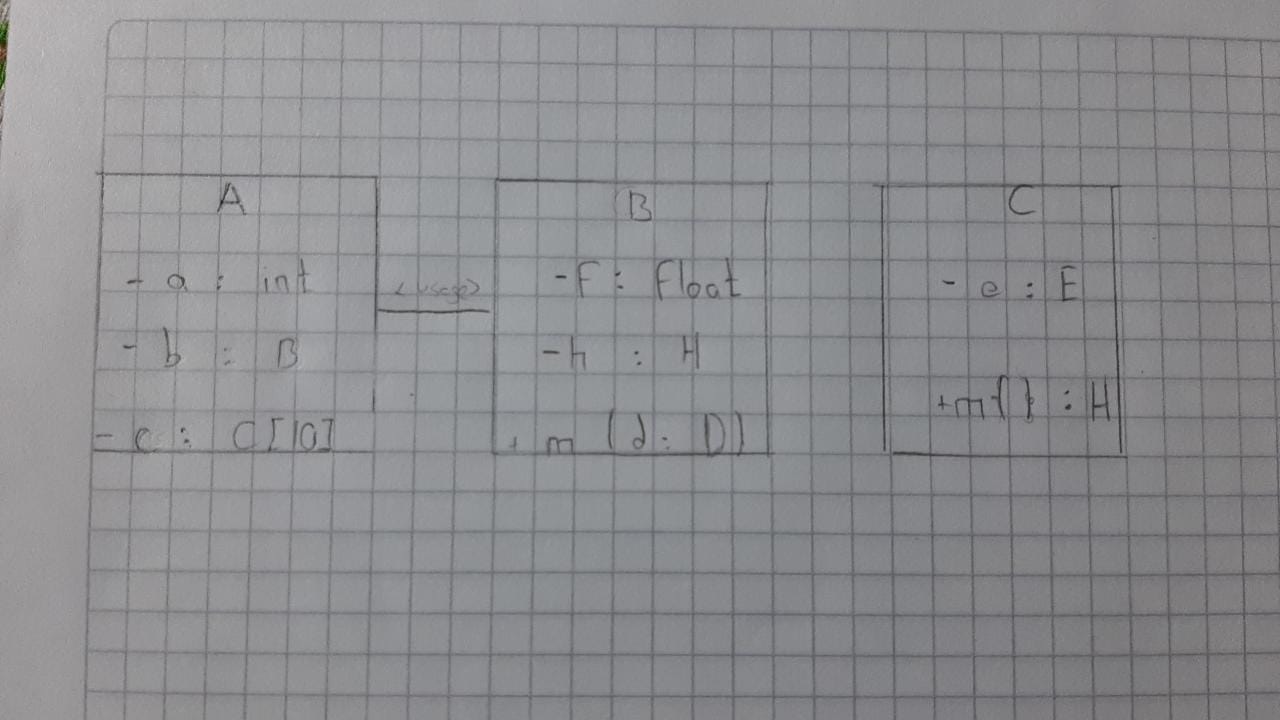 A
- a : int
- b : B
- c : C[10]
<usage>
B
- F : Float
- h : H
+ m (d : D)
C
- e : E
+ m() : H